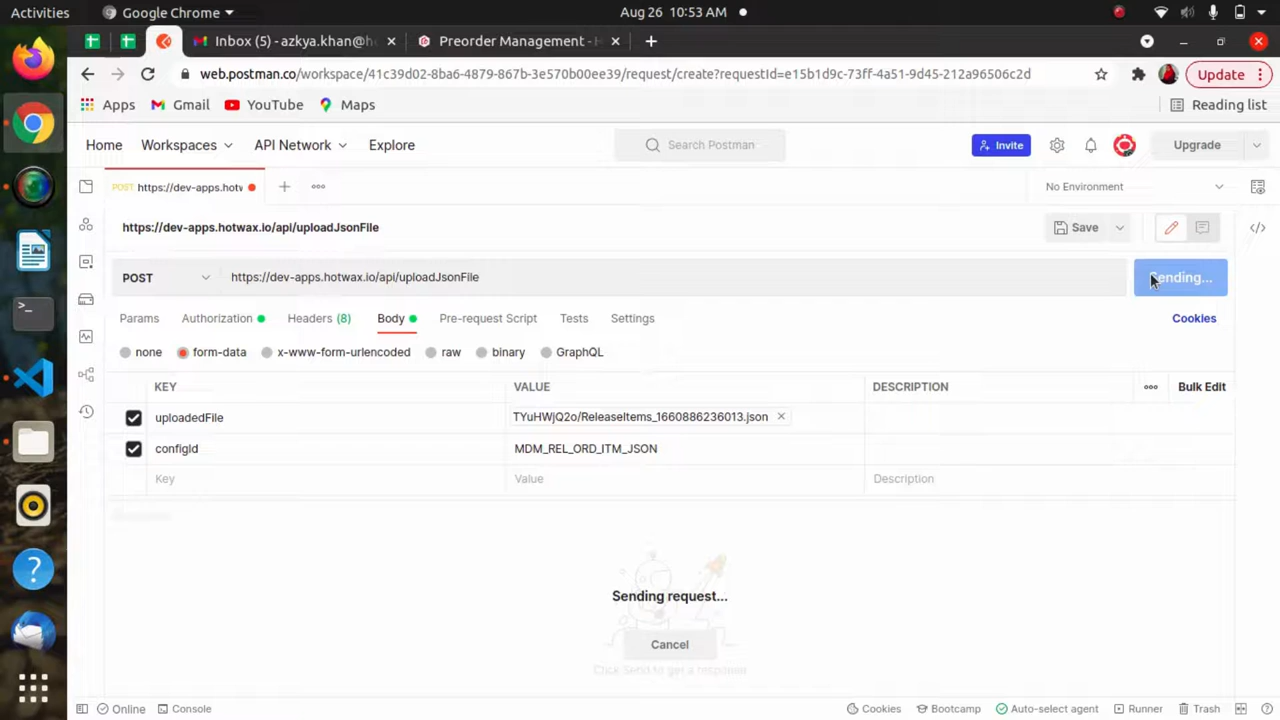 Activities
Google Chrome
Aug 26 10:53 AM
Inbox (5) - azkya.khan@h
Preorder Management - H
web.postman.co/workspace/41c39d02-8ba6-4879-867b-3e570b00ee39/request/create?requestId=e15b1d9c-73ff-4a51-9d45-212a96506c2d
Update
Apps
Gmail
YouTube
Maps
Reading list
Home
Workspaces
API Network
Explore
Search Postman
Invite
Upgrade
POST https://dev-apps.hotw
No Environment
https://dev-apps.hotwax.io/api/uploadJsonFile
Save
POST
https://dev-apps.hotwax.io/api/uploadJsonFile
Sending...
Params
Authorization
Headers (8)
Body
Pre-request Script
Tests
Settings
Cookies
none
form-data
x-www-form-urlencoded
raw
binary
GraphQL
KEY
VALUE
DESCRIPTION
Bulk Edit
uploadedFile
TYuHWjQ2o/ReleaseItems_1660886236013.json
configId
MDM_REL_ORD_ITM_JSON
Key
Value
Description
Sending request...
Cancel
Click Send to get a response
Online
Console
Cookies
Bootcamp
Auto-select agent
Runner
Trash